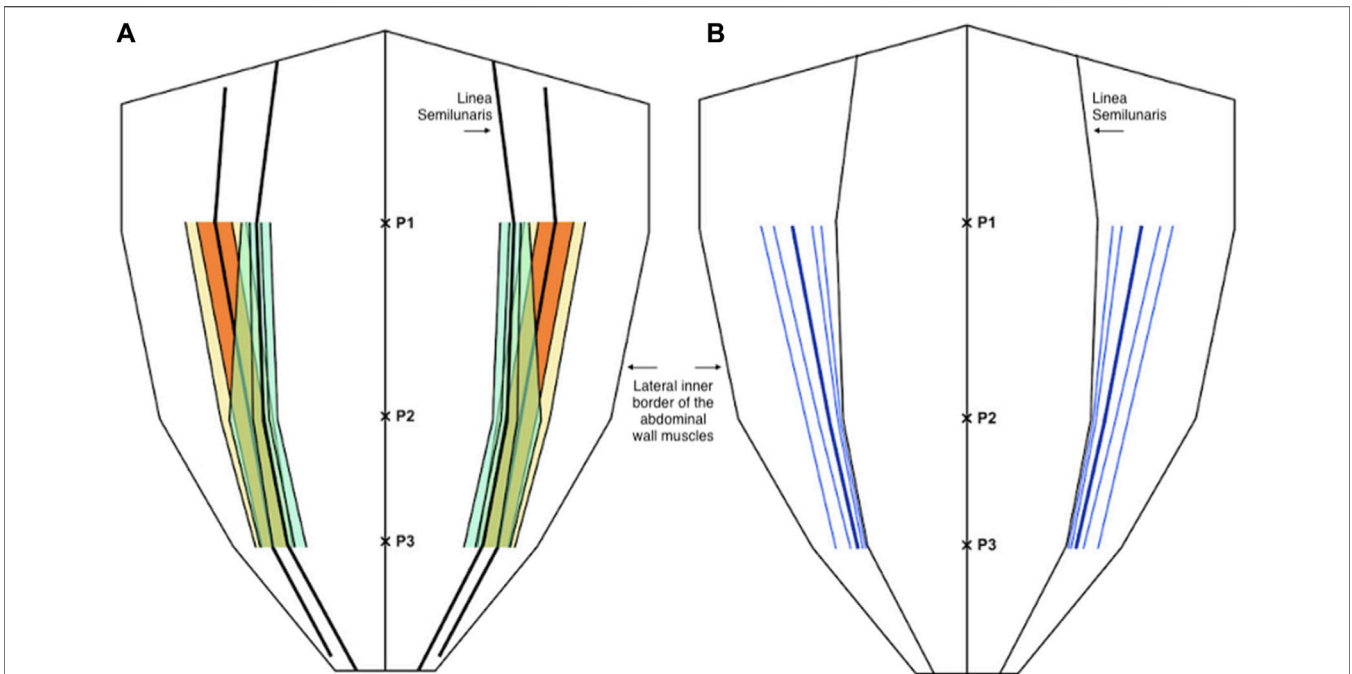 A
B
Linea
Semilunaris
Linea
Semilunaris
P1
P1
Lateral inner
border of the
abdominal
wall muscles
P2
P2
P3
P3